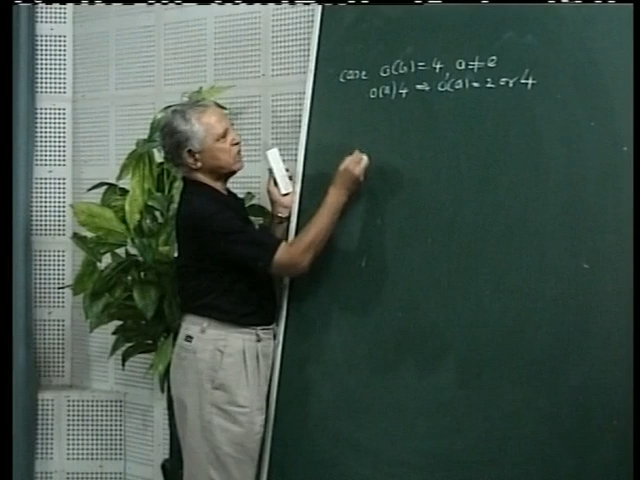 case o(G) = 4, a ≠ e
o(a) 4 ⇒ o(a) = 2 or 4